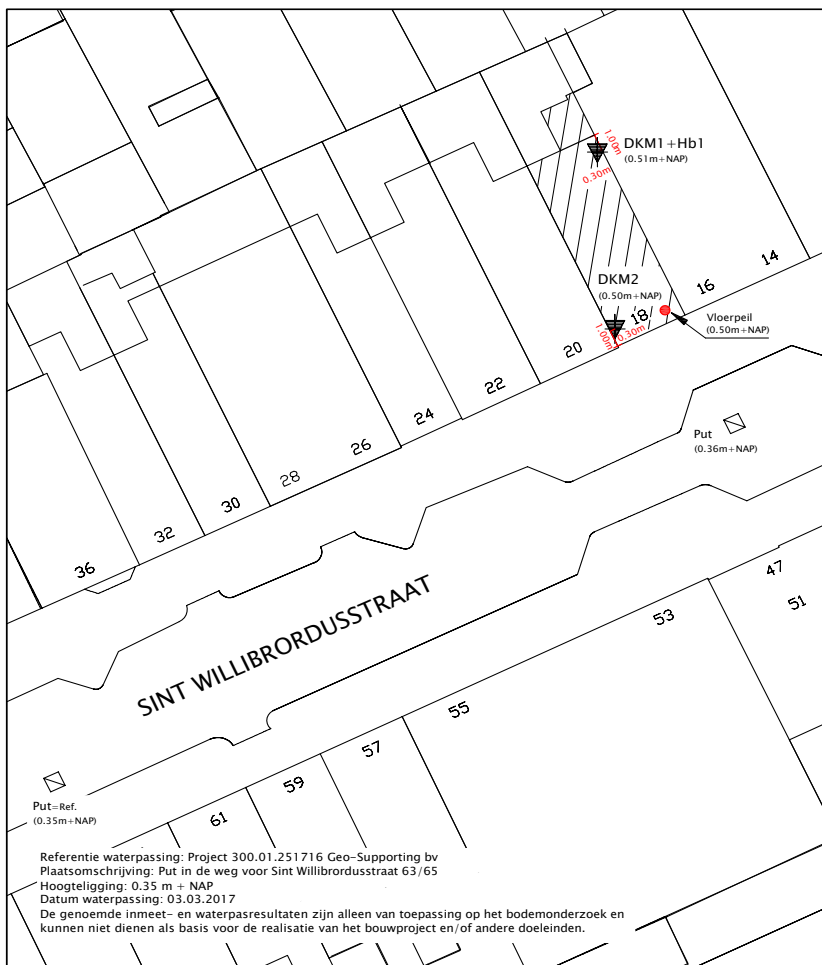 1.00m
DKM1+Hb1
(0.51m+NAP)
0.30m
DKM2
(0.50m+NAP)
14
16
18
Vloerpeil
(0.50m+NAP)
1.00m
0.30m
20
22
24
26
28
30
32
36
Put
(0.36m+NAP)
SINT WILLIBRORDUSSTRAAT
47
51
53
55
57
59
61
Put=Ref.
(0.35m+NAP)
Referentie waterpassing: Project 300.01.251716 Geo-Supporting bv
Plaatsomschrijving: Put in de weg voor Sint Willibrordusstraat 63/65
Hoogteligging: 0.35 m + NAP
Datum waterpassing: 03.03.2017
De genoemde inmeet- en waterpasresultaten zijn alleen van toepassing op het bodemonderzoek en
kunnen niet dienen als basis voor de realisatie van het bouwproject en/of andere doeleinden.